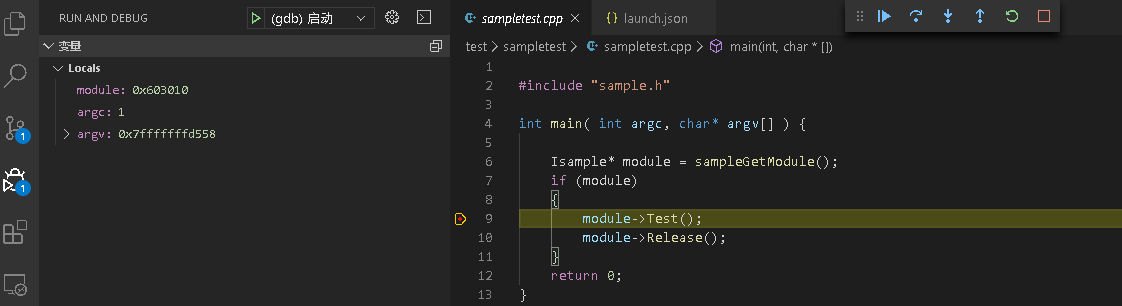 RUN AND DEBUG
(gdb) 启动
变量
Locals
module: 0x603010
argc: 1
argv: 0x7fffffffd558
1
1
sampletest.cpp
{} launch.json
test > sampletest > sampletest.cpp > main(int, char * [])
1
2 #include "sample.h"
3
4 int main( int argc, char* argv[] ) {
5
6 Isample* module = sampleGetModule();
7 if (module)
8 {
9 module->Test();
10 module->Release();
11 }
12 return 0;
13 }